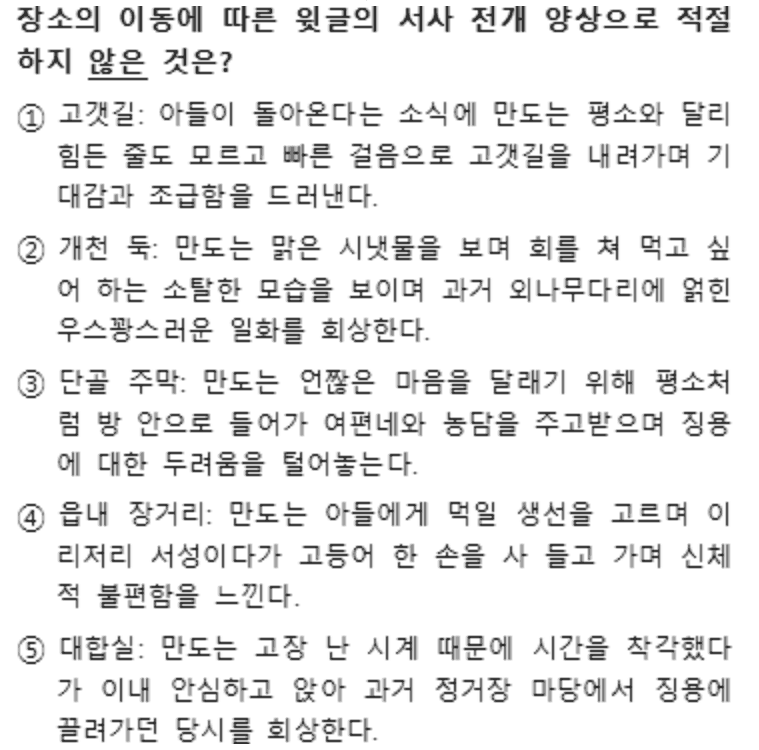 장소의 이동에 따른 윗글의 서사 전개 양상으로 적절
하지 않은 것은?
① 고갯길: 아들이 돌아온다는 소식에 만도는 평소와 달리
힘든 줄도 모르고 빠른 걸음으로 고갯길을 내려가며 기
대감과 조급함을 드러낸다.
② 개천 둑: 만도는 맑은 시냇물을 보며 회를 쳐 먹고 싶
어 하는 소탈한 모습을 보이며 과거 외나무다리에 얽힌
우스꽝스러운 일화를 회상한다.
③ 단골 주막: 만도는 언짢은 마음을 달래기 위해 평소처
럼 방 안으로 들어가 여편네와 농담을 주고받으며 징용
에 대한 두려움을 털어놓는다.
④ 읍내 장거리: 만도는 아들에게 먹일 생선을 고르며 이
리저리 서성이다가 고등어 한 손을 사 들고 가며 신체
적 불편함을 느낀다.
⑤ 대합실: 만도는 고장 난 시계 때문에 시간을 착각했다
가 이내 안심하고 앉아 과거 정거장 마당에서 징용에
끌려가던 당시를 회상한다.